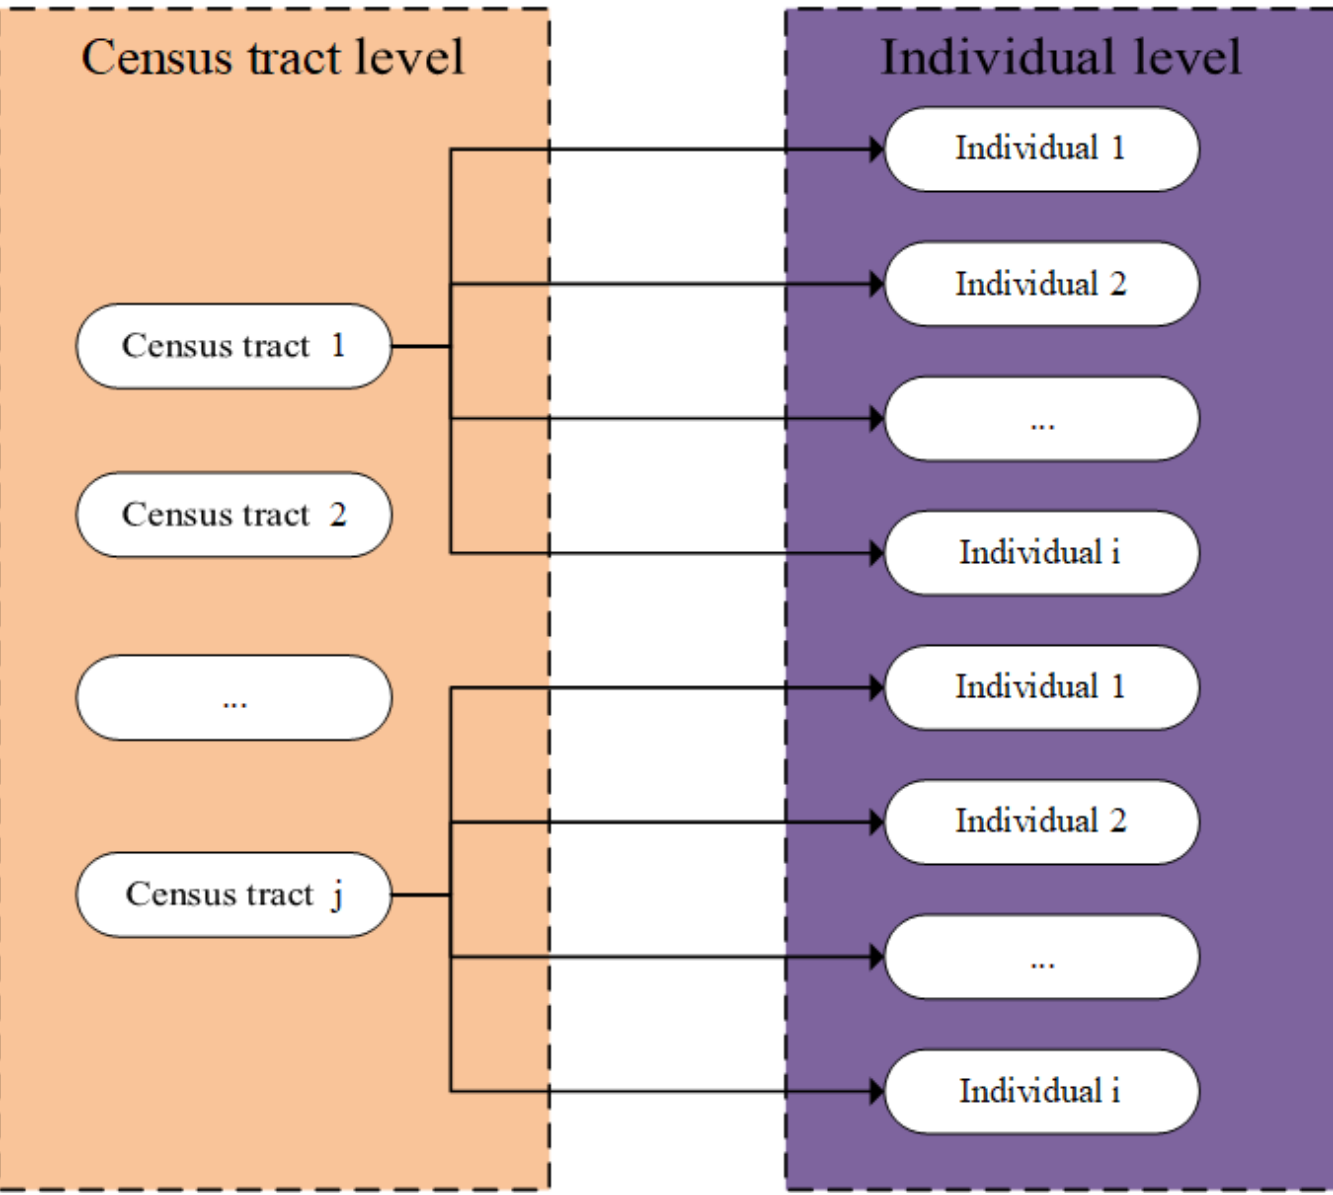 Census tract level
Census tract 1
Census tract 2
...
Census tract j
Individual level
Individual 1
Individual 2
...
Individual i
Individual 1
Individual 2
...
Individual i